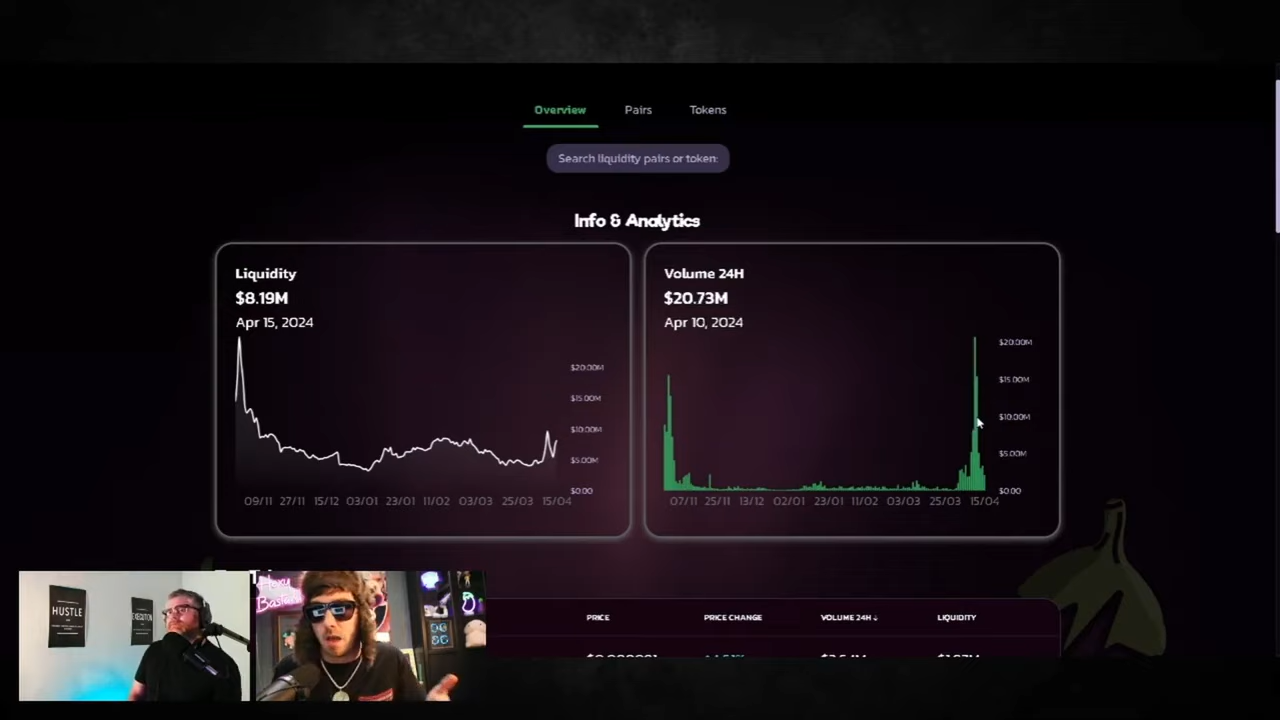 Overview Pairs Tokens
Search liquidity pairs or token:
Info & Analytics
Liquidity
$8.19M
Apr 15, 2024
$20.00M
$15.00M
$10.00M
$5.00M
$0.00
09/11 27/11 15/12 03/01 23/01 11/02 03/03 25/03 15/04
Volume 24H
$20.73M
Apr 10, 2024
$20.00M
$15.00M
$10.00M
$5.00M
$0.00
07/11 25/11 13/12 02/01 23/01 11/02 03/03 25/03 15/04
PRICE PRICE CHANGE VOLUME 24H ↓ LIQUIDITY
HUSTLE
EXECUTION
Hexy
Bastard